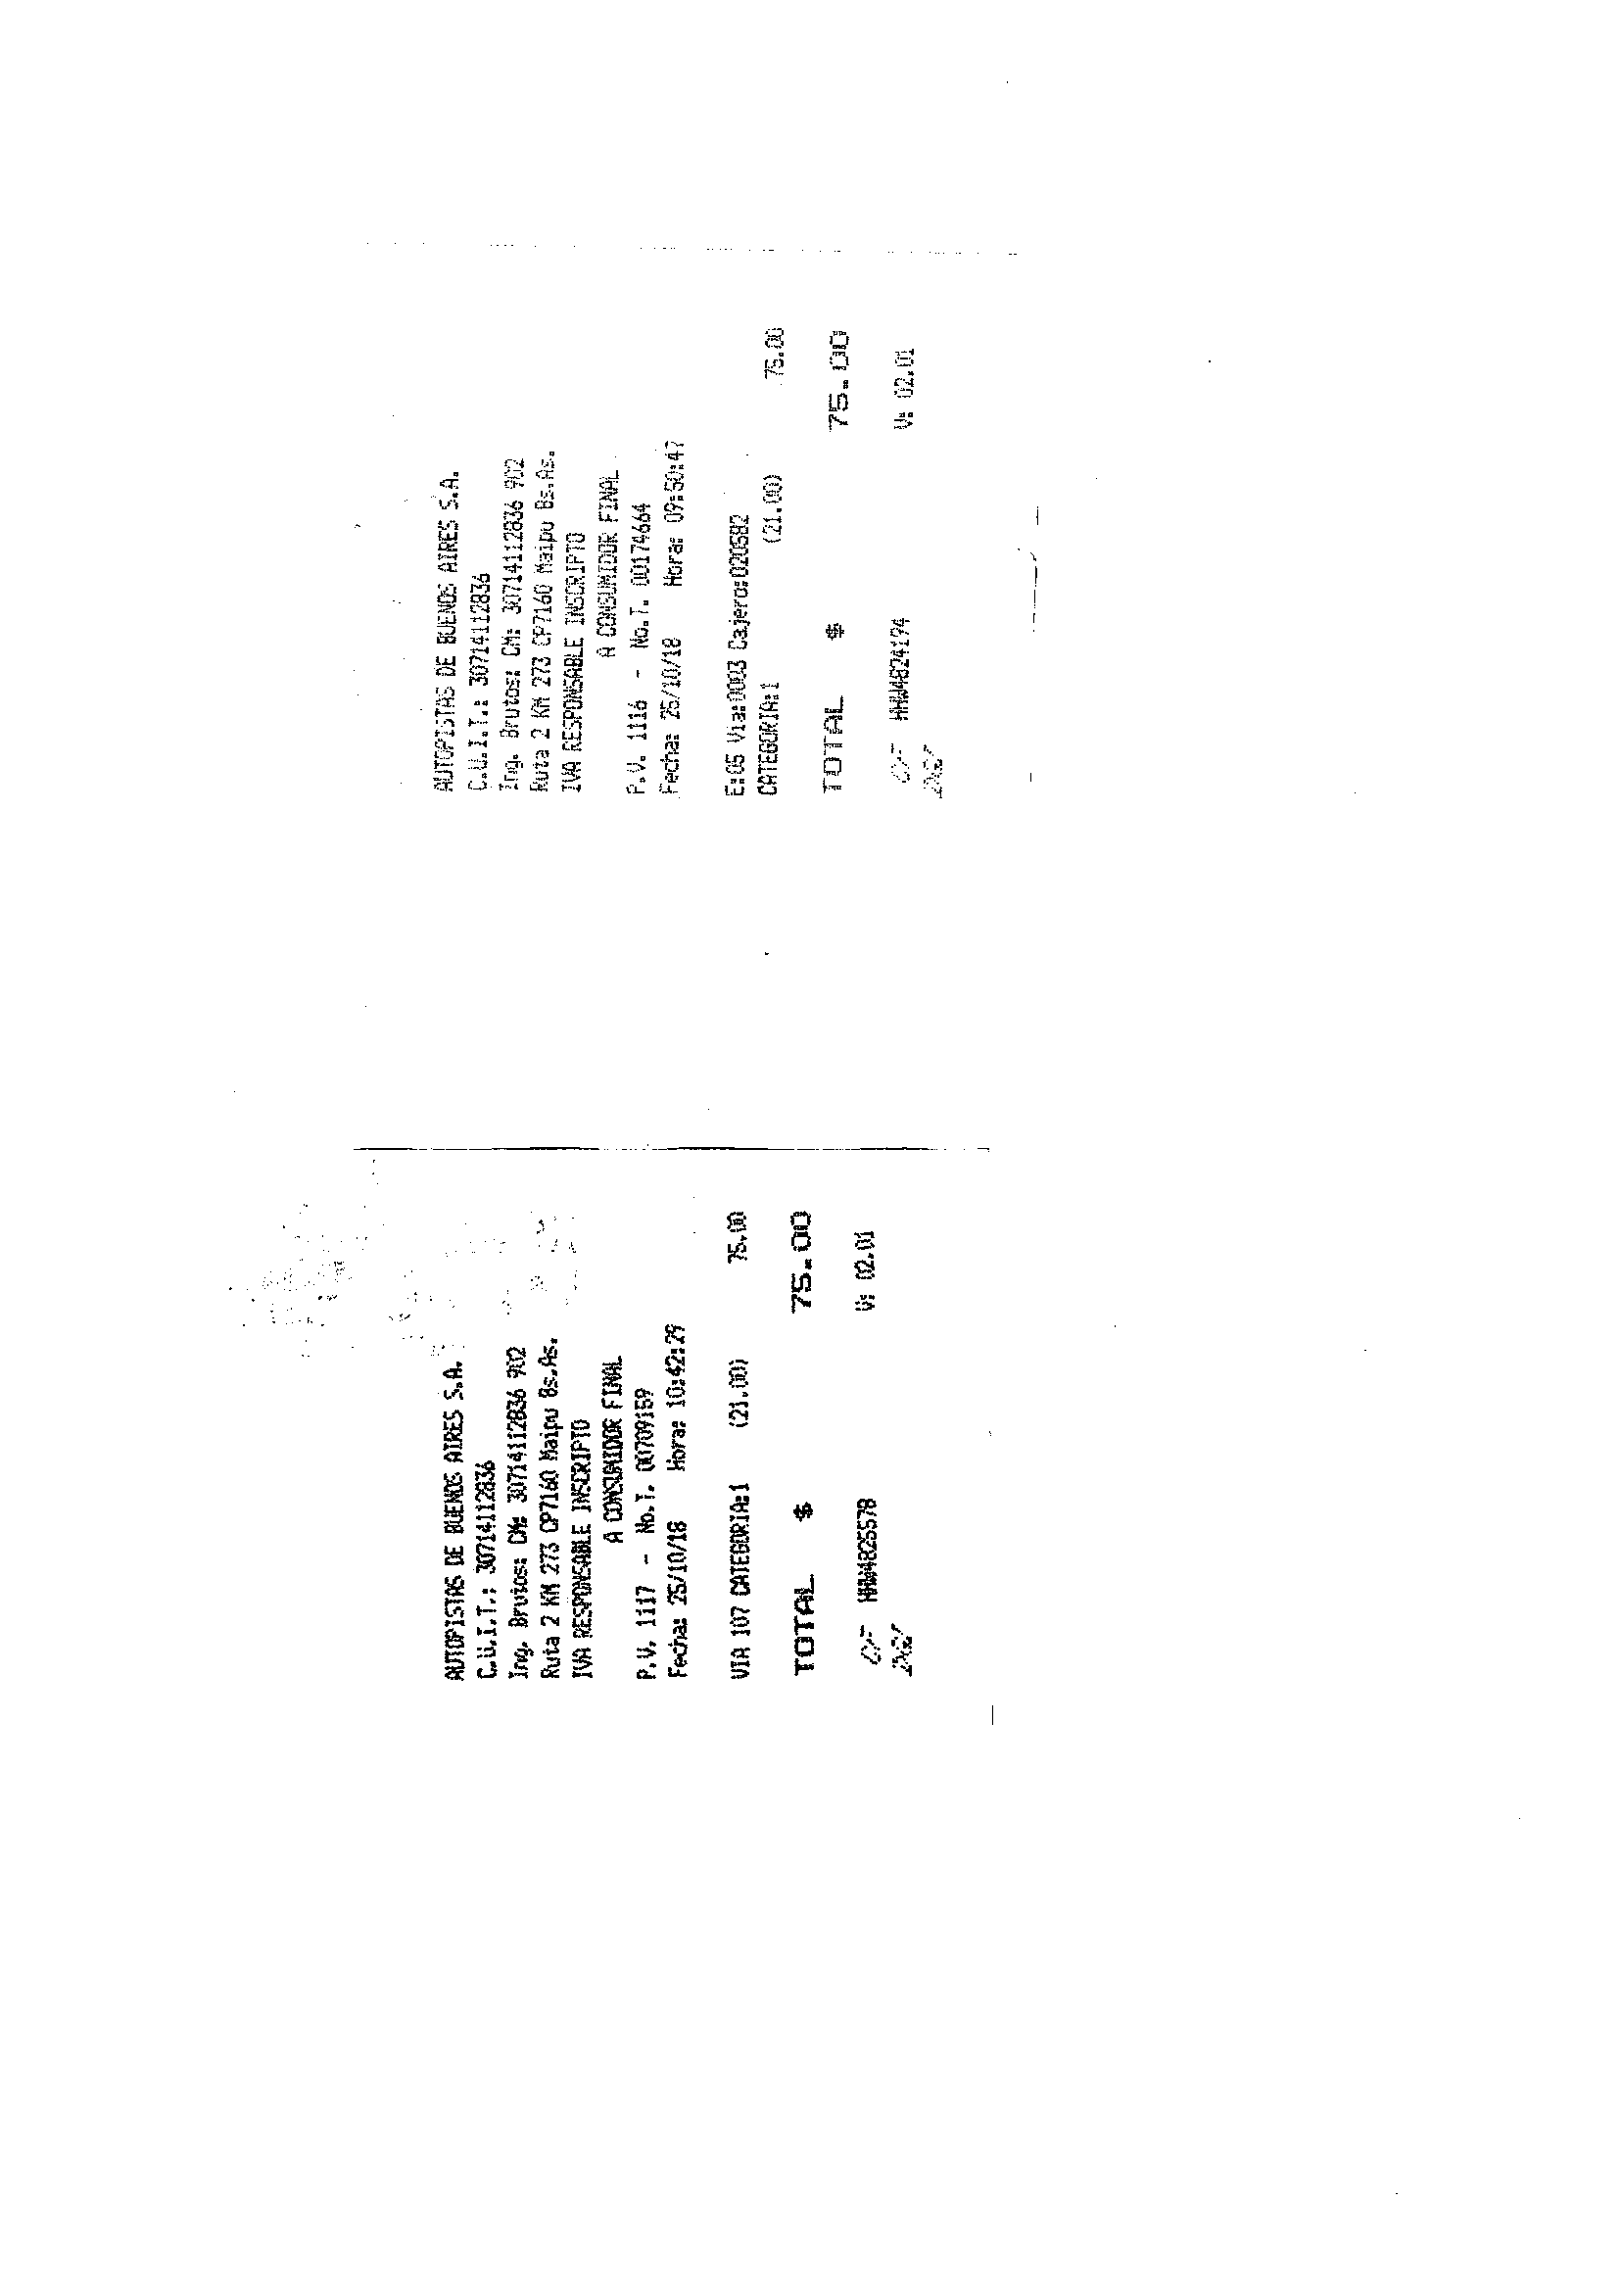 AUTOPISTAS DE BUENOS AIRES S.A.
C.U.I.T.: 30714112836
Ing. Brutos: CM: 30714112836 902
Ruta 2 KM 273 CP7160 Maipu Bs.As.
IVA RESPONSABLE INSCRIPTO
A CONSUMIDOR FINAL
P.V. 1116 - No.T. 00174664
Fecha: 25/10/18 Hora: 09:50:47
E:05 Via:0003 Cajero:020582
CATEGORIA:1 (21.00) 75.00
TOTAL $ 75.00
CF HHW4824194 V: 02.01
AUTOPISTAS DE BUENOS AIRES S.A.
C.U.I.T.: 30714112836
Ing. Brutos: CM: 30714112836 902
Ruta 2 KM 273 CP7160 Maipu Bs.As.
IVA RESPONSABLE INSCRIPTO
A CONSUMIDOR FINAL
P.V. 1117 - No.T. 00709159
Fecha: 25/10/18 Hora: 10:42:29
VIA 107 CATEGORIA:1 (21.00) 75.00
TOTAL $ 75.00
CF HHW4825578 V: 02.01